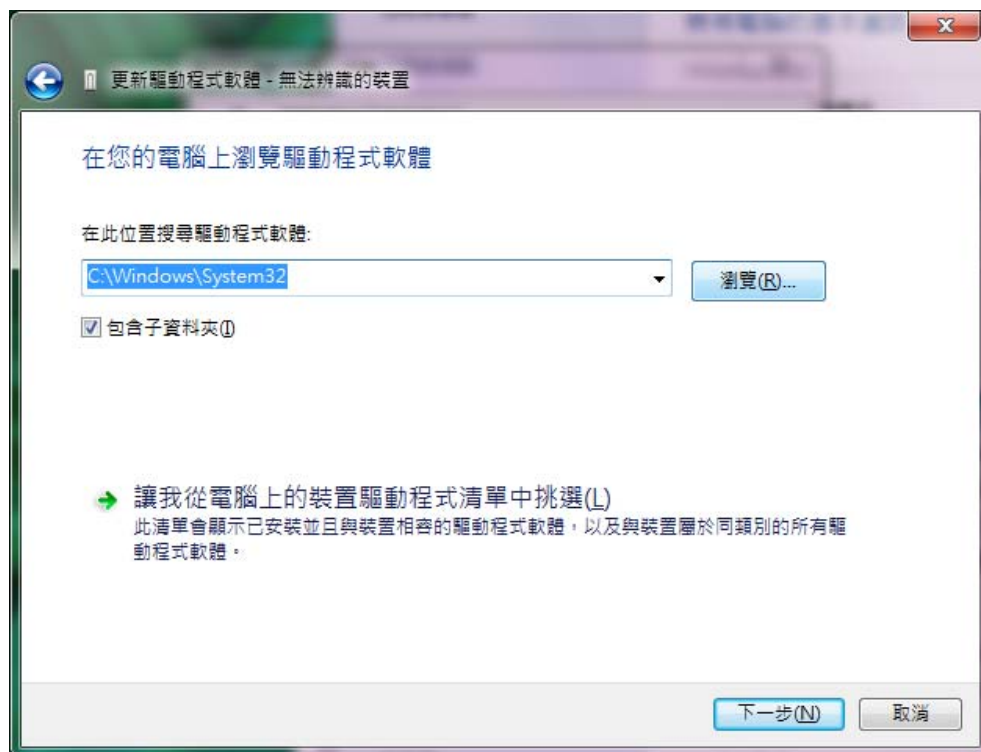 更新驅動程式軟體 - 無法辨識的裝置
在您的電腦上瀏覽驅動程式軟體
在此位置搜尋驅動程式軟體:
C:\Windows\System32
瀏覽(R)...
包含子資料夾(I)
讓我從電腦上的裝置驅動程式清單中挑選(L)
此清單會顯示已安裝並且與裝置相容的驅動程式軟體，以及與裝置屬於同類別的所有驅
動程式軟體。
下一步(N)
取消